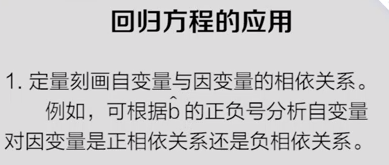 回归方程的应用
1. 定量刻画自变量与因变量的相依关系。
例如，可根据b̂的正负号分析自变量
对因变量是正相依关系还是负相依关系。